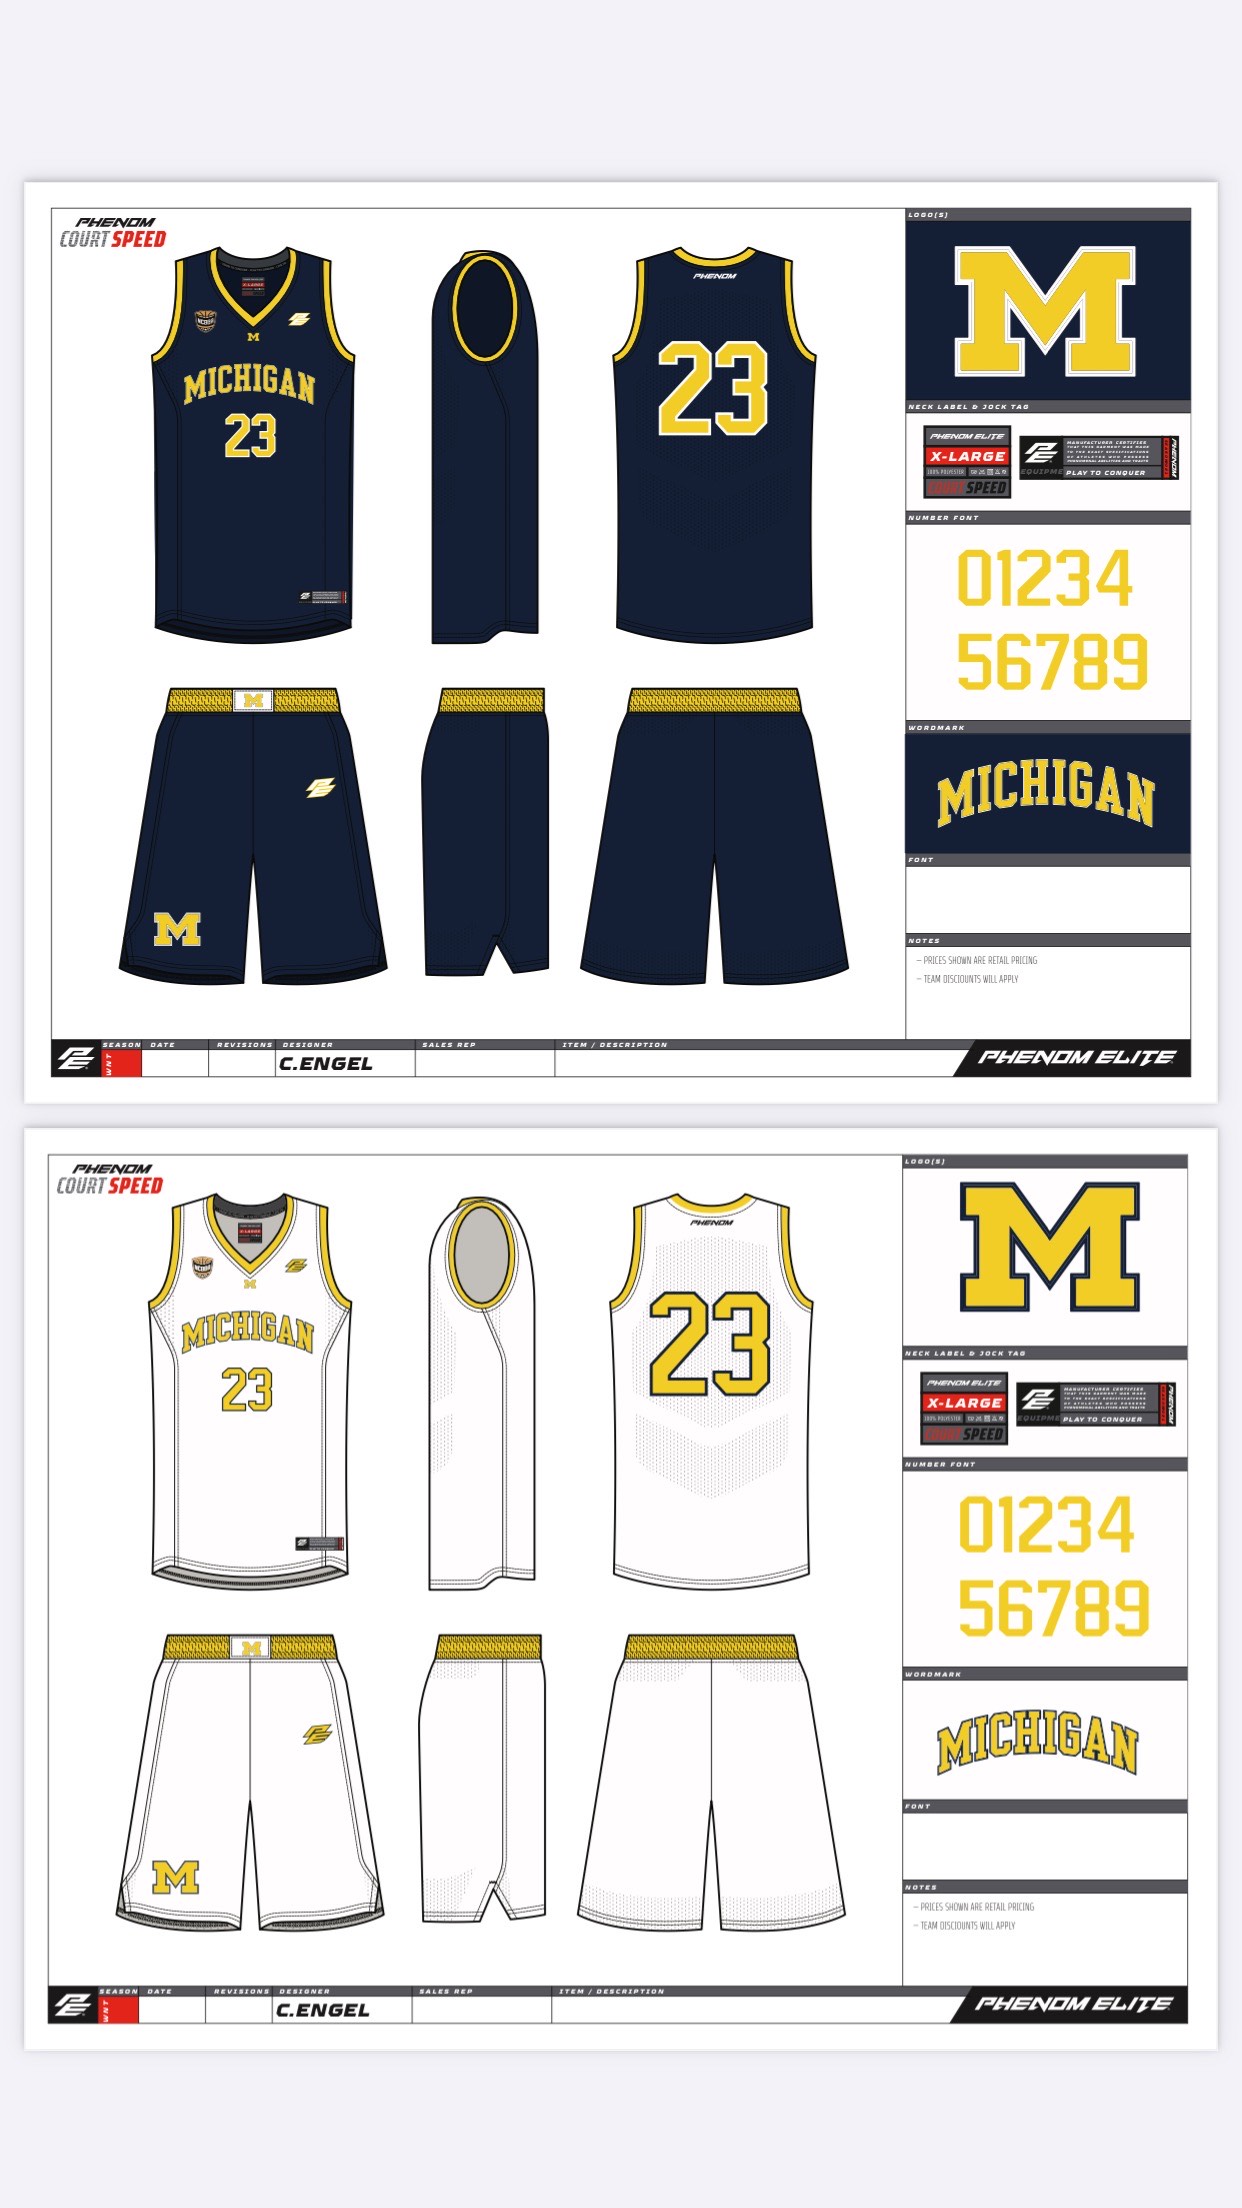 PHENOM
COURT SPEED
X-LARGE
M
MICHIGAN
23
PHENOM
23
M
M
LOGO(S)
M
NECK LABEL & JOCK TAG
PHENOM ELITE
X-LARGE
100% POLYESTER
COURT SPEED
EQUIPME
MANUFACTURER CERTIFIES
THAT THIS GARMENT WAS MADE
TO THE EXACT SPECIFICATIONS
OF ATHLETES WHO POSSESS
PHENOMENAL ABILITIES AND TRAITS
PLAY TO CONQUER
PHENOM
NUMBER FONT
01234
56789
WORDMARK
MICHIGAN
FONT
NOTES
– PRICES SHOWN ARE RETAIL PRICING
– TEAM DISCIOUNTS WILL APPLY
SEASON DATE REVISIONS DESIGNER SALES REP ITEM / DESCRIPTION
WNT C.ENGEL
PHENOM ELITE
PHENOM
COURT SPEED
X-LARGE
M
MICHIGAN
23
PHENOM
23
M
M
LOGO(S)
M
NECK LABEL & JOCK TAG
PHENOM ELITE
X-LARGE
100% POLYESTER
COURT SPEED
EQUIPME
MANUFACTURER CERTIFIES
THAT THIS GARMENT WAS MADE
TO THE EXACT SPECIFICATIONS
OF ATHLETES WHO POSSESS
PHENOMENAL ABILITIES AND TRAITS
PLAY TO CONQUER
PHENOM
NUMBER FONT
01234
56789
WORDMARK
MICHIGAN
FONT
NOTES
– PRICES SHOWN ARE RETAIL PRICING
– TEAM DISCIOUNTS WILL APPLY
SEASON DATE REVISIONS DESIGNER SALES REP ITEM / DESCRIPTION
WNT C.ENGEL
PHENOM ELITE